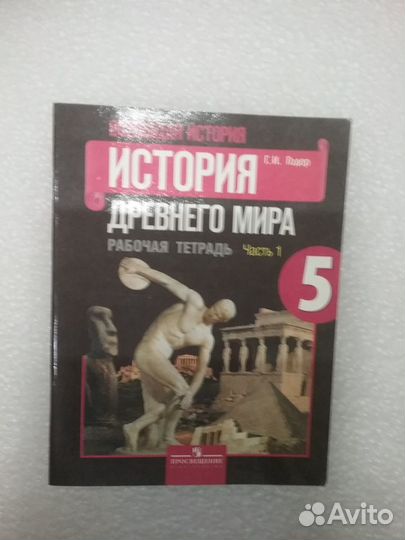 ВСЕОБЩАЯ ИСТОРИЯ
Г.И. Годер
ИСТОРИЯ
ДРЕВНЕГО МИРА
РАБОЧАЯ ТЕТРАДЬ Часть 1
5
ПРОСВЕЩЕНИЕ
Avito